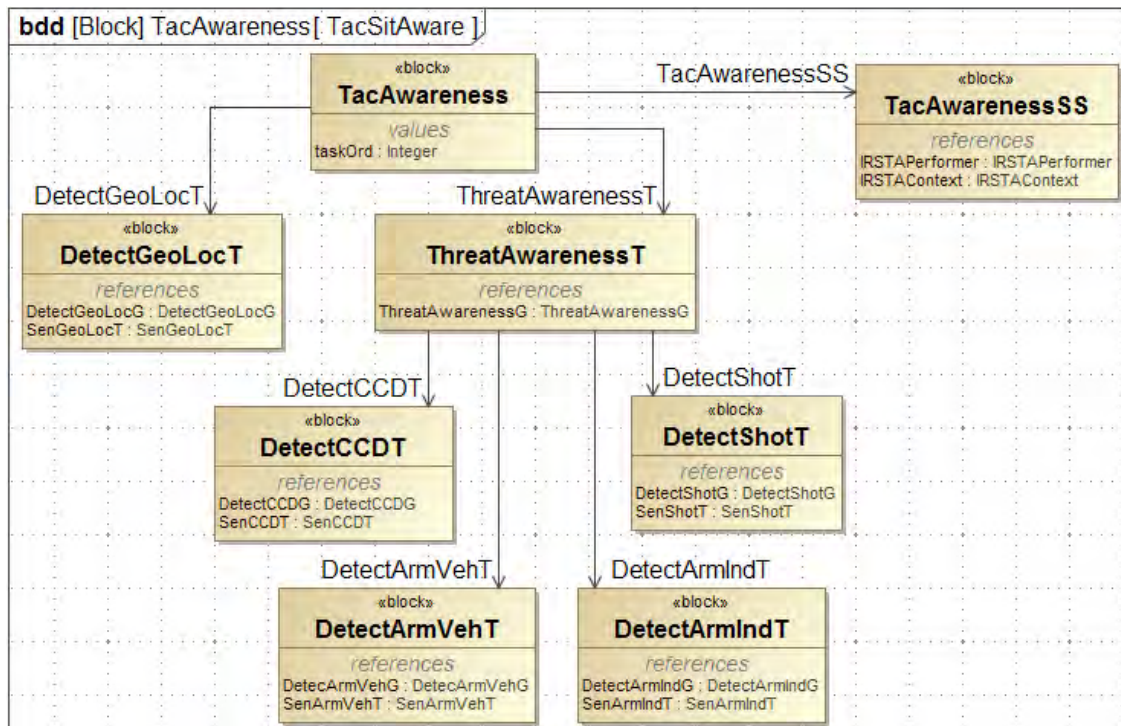 bdd [Block] TacAwareness[ TacSitAware ]
«block»
TacAwareness
values
taskOrd : Integer
TacAwarenessSS
«block»
TacAwarenessSS
references
IRSTAPerformer : IRSTAPerformer
IRSTAContext : IRSTAContext
DetectGeoLocT
«block»
DetectGeoLocT
references
DetectGeoLocG : DetectGeoLocG
SenGeoLocT : SenGeoLocT
ThreatAwarenessT
«block»
ThreatAwarenessT
references
ThreatAwarenessG : ThreatAwarenessG
DetectCCDT
«block»
DetectCCDT
references
DetectCCDG : DetectCCDG
SenCCDT : SenCCDT
DetectShotT
«block»
DetectShotT
references
DetectShotG : DetectShotG
SenShotT : SenShotT
DetectArmVehT
«block»
DetectArmVehT
references
DetecArmVehG : DetecArmVehG
SenArmVehT : SenArmVehT
DetectArmIndT
«block»
DetectArmIndT
references
DetectArmIndG : DetectArmIndG
SenArmIndT : SenArmIndT